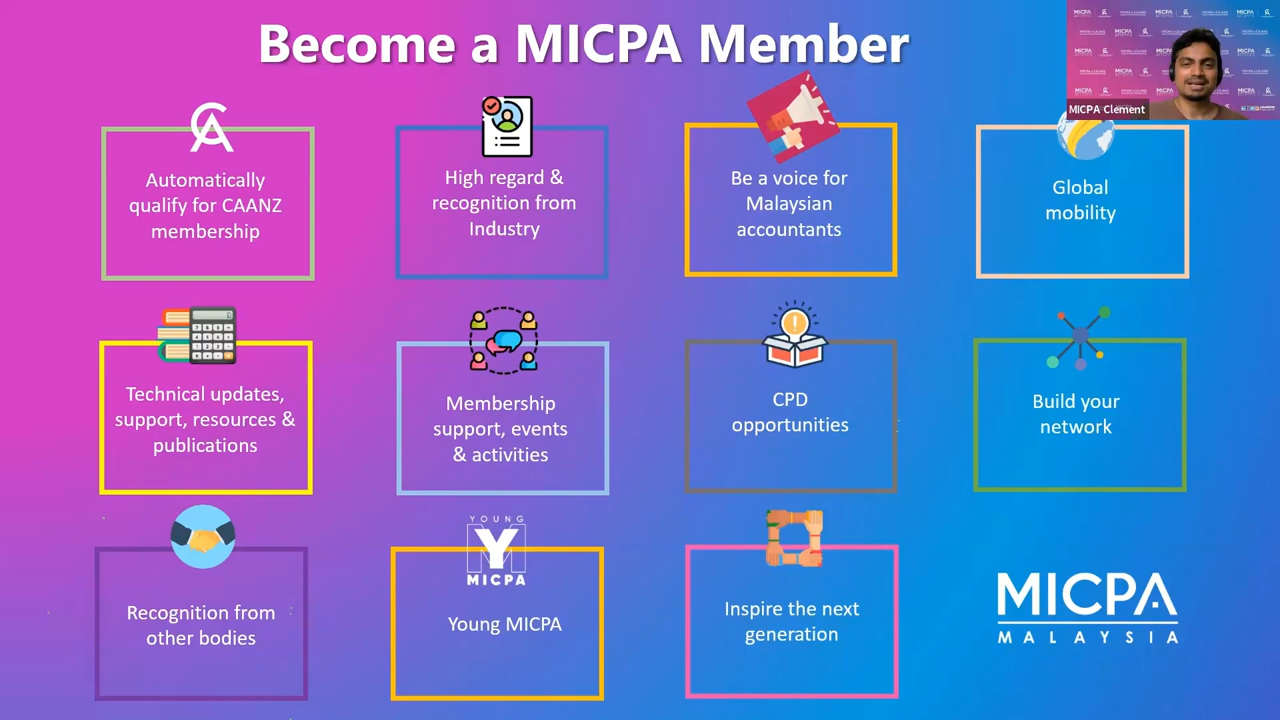 Become a MICPA Member
MICPA Clement
Automatically
qualify for CAANZ
membership
High regard &
recognition from
Industry
Be a voice for
Malaysian
accountants
Global
mobility
Technical updates,
support, resources &
publications
Membership
support, events
& activities
CPD
opportunities
Build your
network
Recognition from
other bodies
YOUNG
MICPA
Young MICPA
Inspire the next
generation
MICPA
MALAYSIA